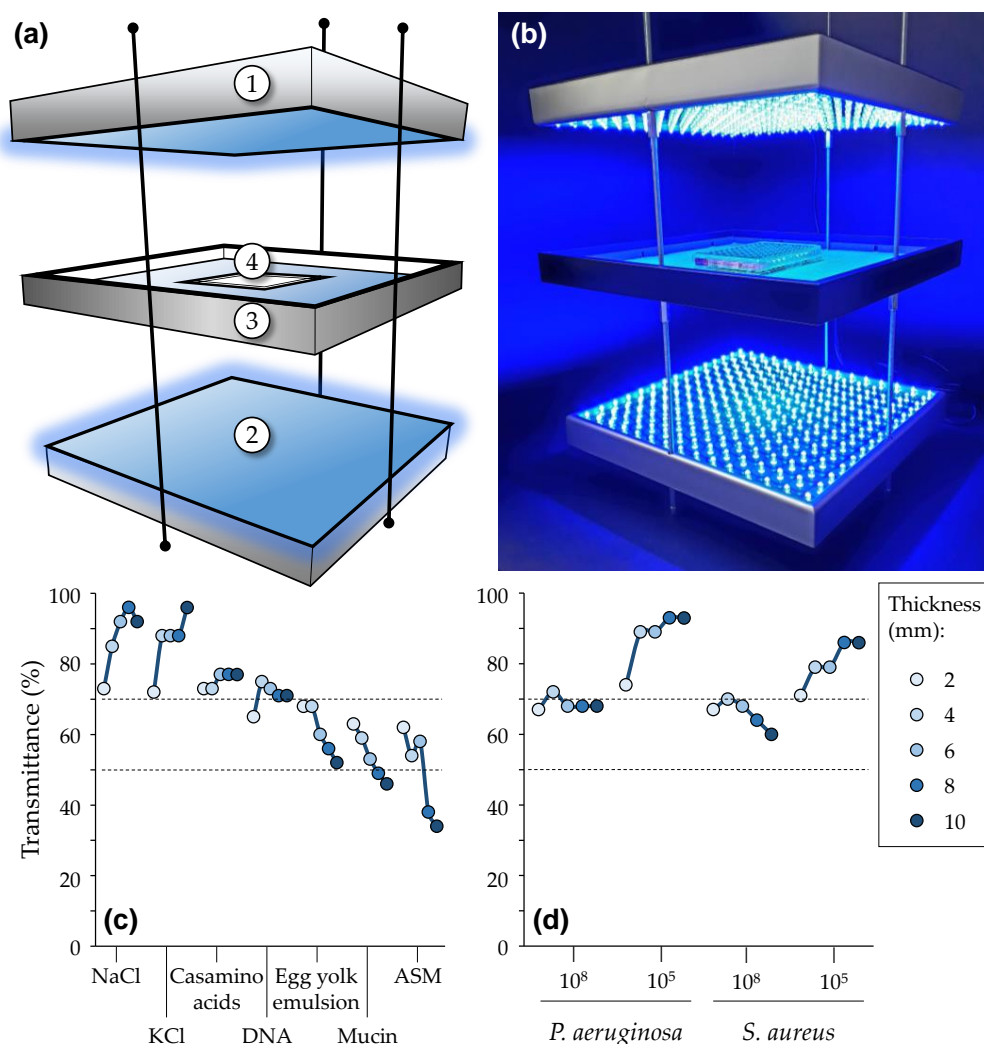 (a)
1
4
3
2
(b)
Transmittance (%)
100
80
60
40
20
0
(c)
NaCl
KCl
Casamino
acids
DNA
Egg yolk
emulsion
Mucin
ASM
100
80
60
40
20
0
(d)
10⁸
10⁵
10⁸
10⁵
P. aeruginosa
S. aureus
Thickness
(mm):
2
4
6
8
10